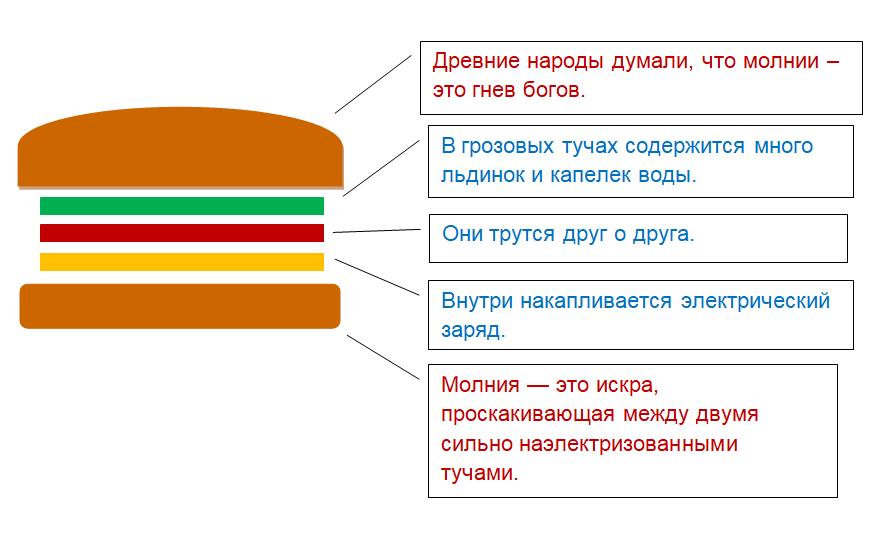 Древние народы думали, что молнии –
это гнев богов.
В грозовых тучах содержится много
льдинок и капелек воды.
Они трутся друг о друга.
Внутри накапливается электрический
заряд.
Молния — это искра,
проскакивающая между двумя
сильно наэлектризованными
тучами.